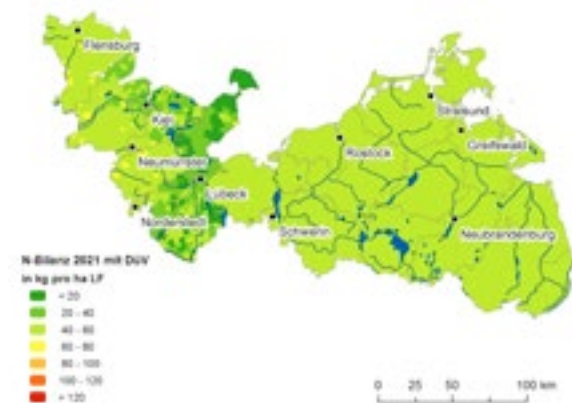 Flensburg
Kiel
Stralsund
Greifswald
Rostock
Neumünster
Lübeck
Norderstedt
Schwerin
Neubrandenburg
N-Bilanz 2021 mit DüV
in kg pro ha LF
< 20
20 - 40
40 - 60
60 - 80
80 - 100
100 - 120
> 120
0 25 50 100 km